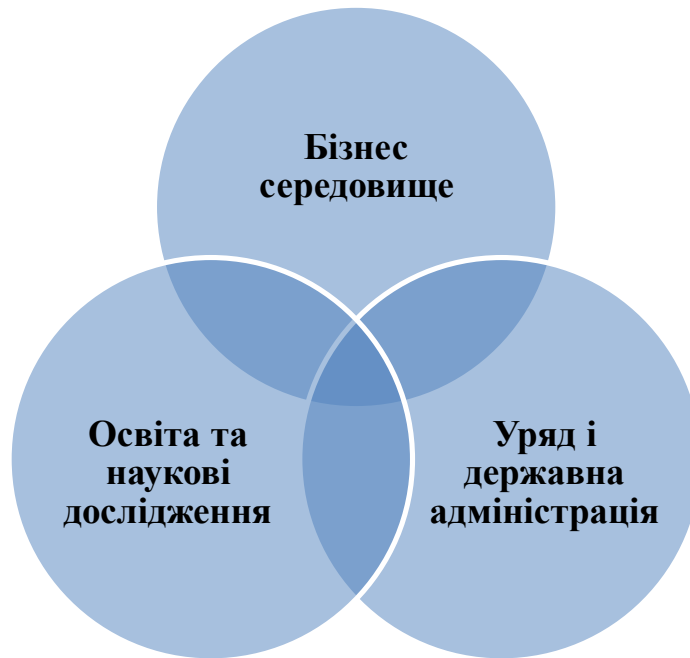 Бізнес
середовище
Освіта та
наукові
дослідження
Уряд і
державна
адміністрація